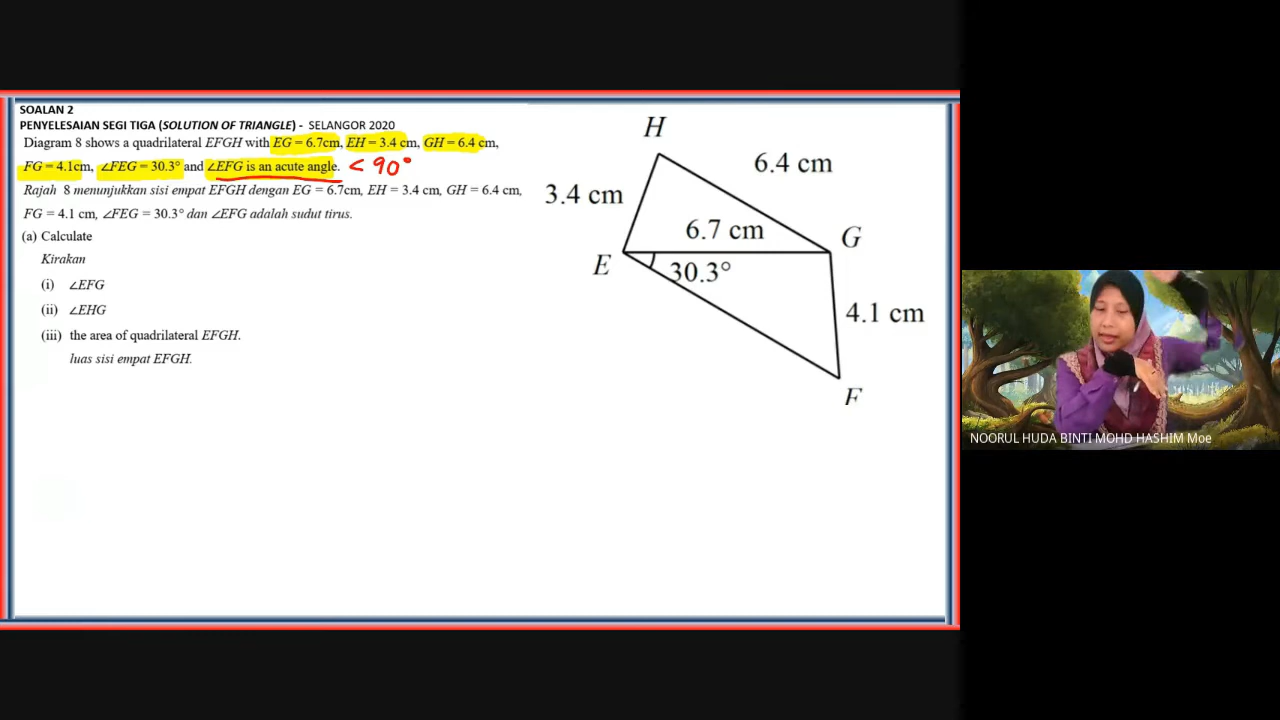 SOALAN 2
PENYELESAIAN SEGI TIGA (SOLUTION OF TRIANGLE) - SELANGOR 2020
Diagram 8 shows a quadrilateral EFGH with EG = 6.7cm, EH = 3.4 cm, GH = 6.4 cm,
FG = 4.1cm, ∠FEG = 30.3° and ∠EFG is an acute angle. < 90°
Rajah 8 menunjukkan sisi empat EFGH dengan EG = 6.7cm, EH = 3.4 cm, GH = 6.4 cm,
FG = 4.1 cm, ∠FEG = 30.3° dan ∠EFG adalah sudut tirus.
(a) Calculate
Kirakan
(i) ∠EFG
(ii) ∠EHG
(iii) the area of quadrilateral EFGH.
luas sisi empat EFGH.
H
6.4 cm
3.4 cm
6.7 cm
G
E
30.3°
4.1 cm
F
NOORUL HUDA BINTI MOHD HASHIM Moe